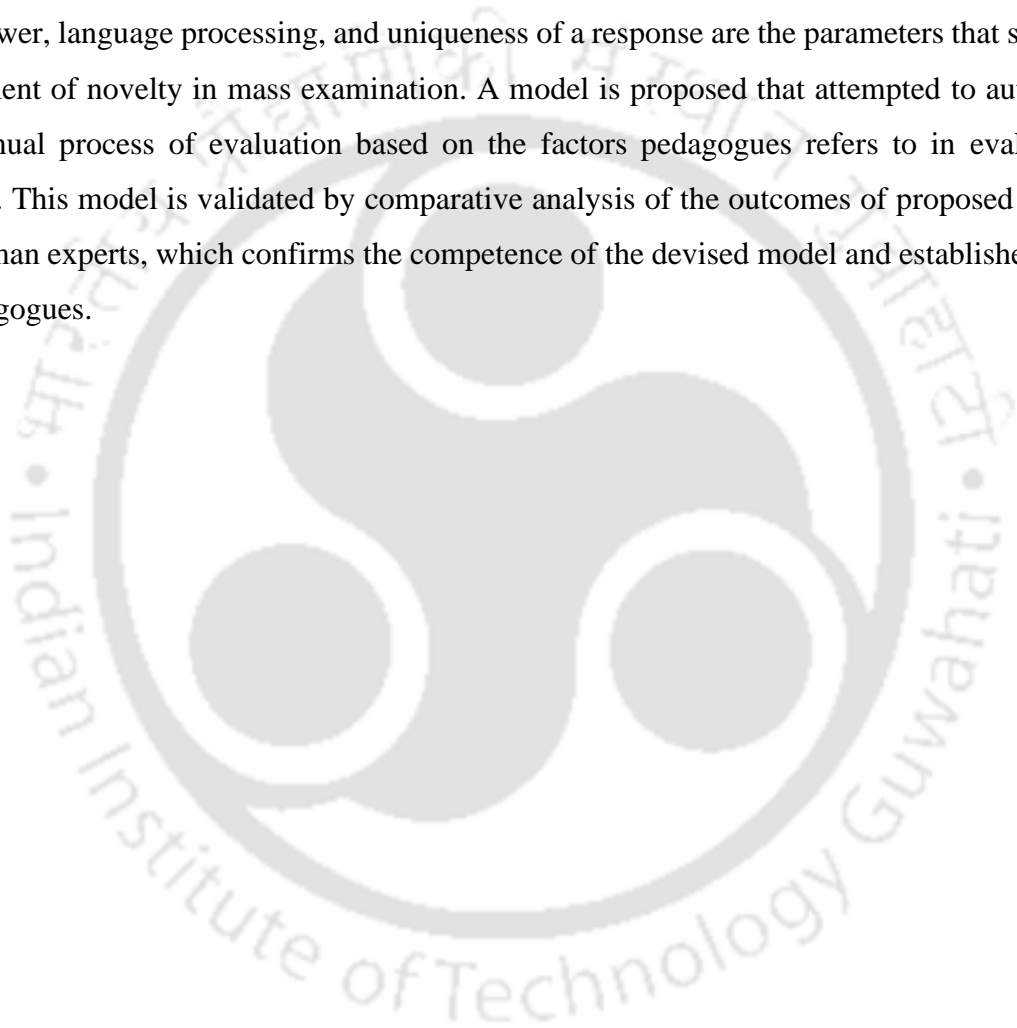 wer, language processing, and uniqueness of a response are the parameters that s
ent of novelty in mass examination. A model is proposed that attempted to au
nual process of evaluation based on the factors pedagogues refers to in eval
. This model is validated by comparative analysis of the outcomes of proposed
nan experts, which confirms the competence of the devised model and establishe
gogues.
भारतीय प्रौद्योगिकी संस्थान गुवाहाटी
Indian Institute of Technology Guwahati